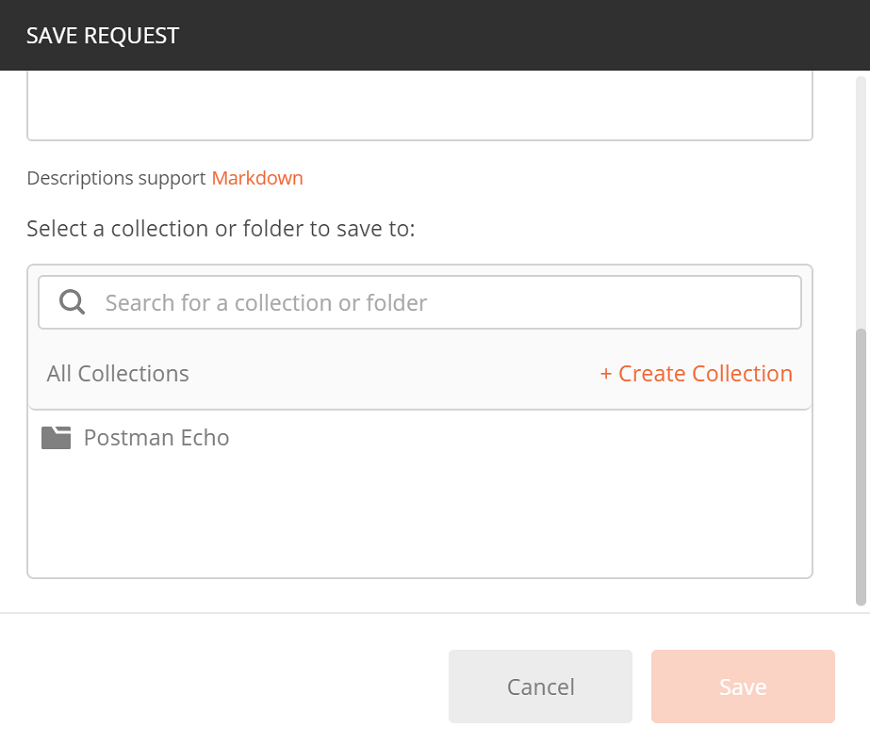 SAVE REQUEST
Descriptions support Markdown
Select a collection or folder to save to:
Search for a collection or folder
All Collections + Create Collection
Postman Echo
Cancel Save